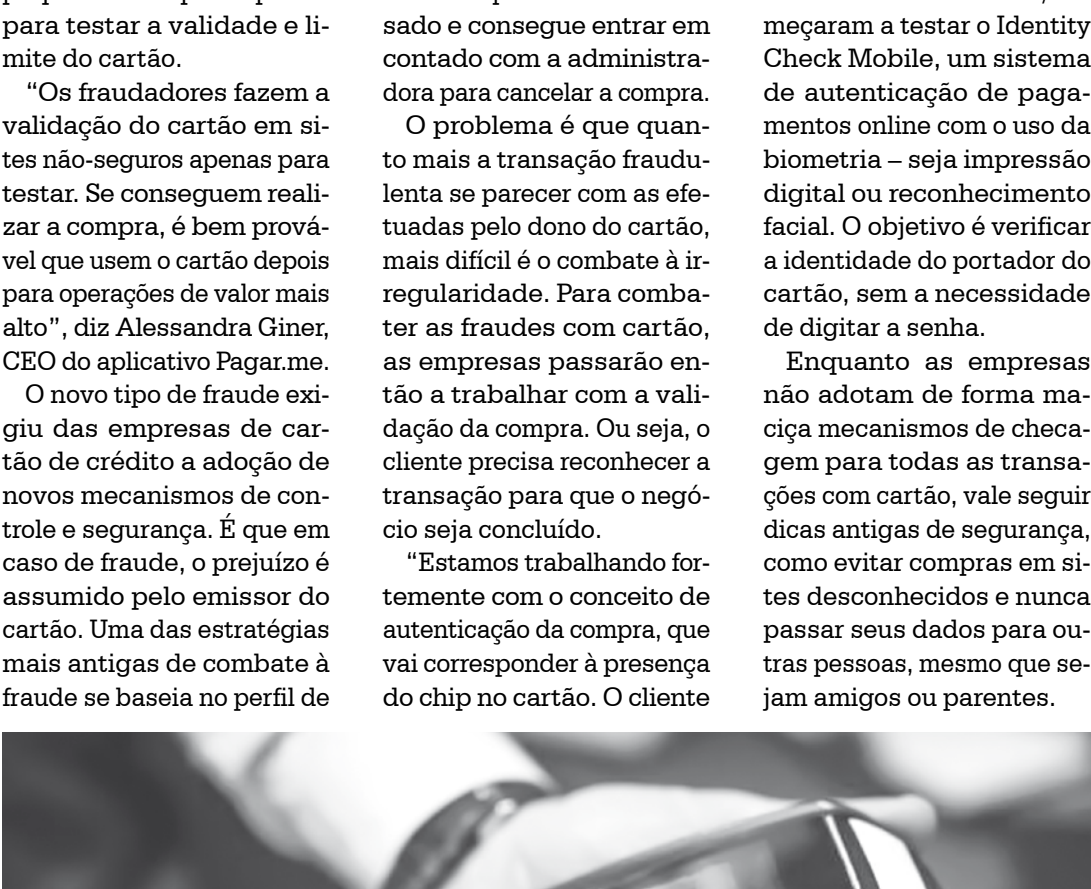 para testar a validade e li-
mite do cartão.
“Os fraudadores fazem a
validação do cartão em si-
tes não-seguros apenas para
testar. Se conseguem reali-
zar a compra, é bem prová-
vel que usem o cartão depois
para operações de valor mais
alto”, diz Alessandra Giner,
CEO do aplicativo Pagar.me.
O novo tipo de fraude exi-
giu das empresas de car-
tão de crédito a adoção de
novos mecanismos de con-
trole e segurança. É que em
caso de fraude, o prejuízo é
assumido pelo emissor do
cartão. Uma das estratégias
mais antigas de combate à
fraude se baseia no perfil de
sado e consegue entrar em
contado com a administra-
dora para cancelar a compra.
O problema é que quan-
to mais a transação fraudu-
lenta se parecer com as efe-
tuadas pelo dono do cartão,
mais difícil é o combate à ir-
regularidade. Para comba-
ter as fraudes com cartão,
as empresas passarão en-
tão a trabalhar com a vali-
dação da compra. Ou seja, o
cliente precisa reconhecer a
transação para que o negó-
cio seja concluído.
“Estamos trabalhando for-
temente com o conceito de
autenticação da compra, que
vai corresponder à presença
do chip no cartão. O cliente
meçaram a testar o Identity
Check Mobile, um sistema
de autenticação de paga-
mentos online com o uso da
biometria – seja impressão
digital ou reconhecimento
facial. O objetivo é verificar
a identidade do portador do
cartão, sem a necessidade
de digitar a senha.
Enquanto as empresas
não adotam de forma ma-
ciça mecanismos de checa-
gem para todas as transa-
ções com cartão, vale seguir
dicas antigas de segurança,
como evitar compras em si-
tes desconhecidos e nunca
passar seus dados para ou-
tras pessoas, mesmo que se-
jam amigos ou parentes.